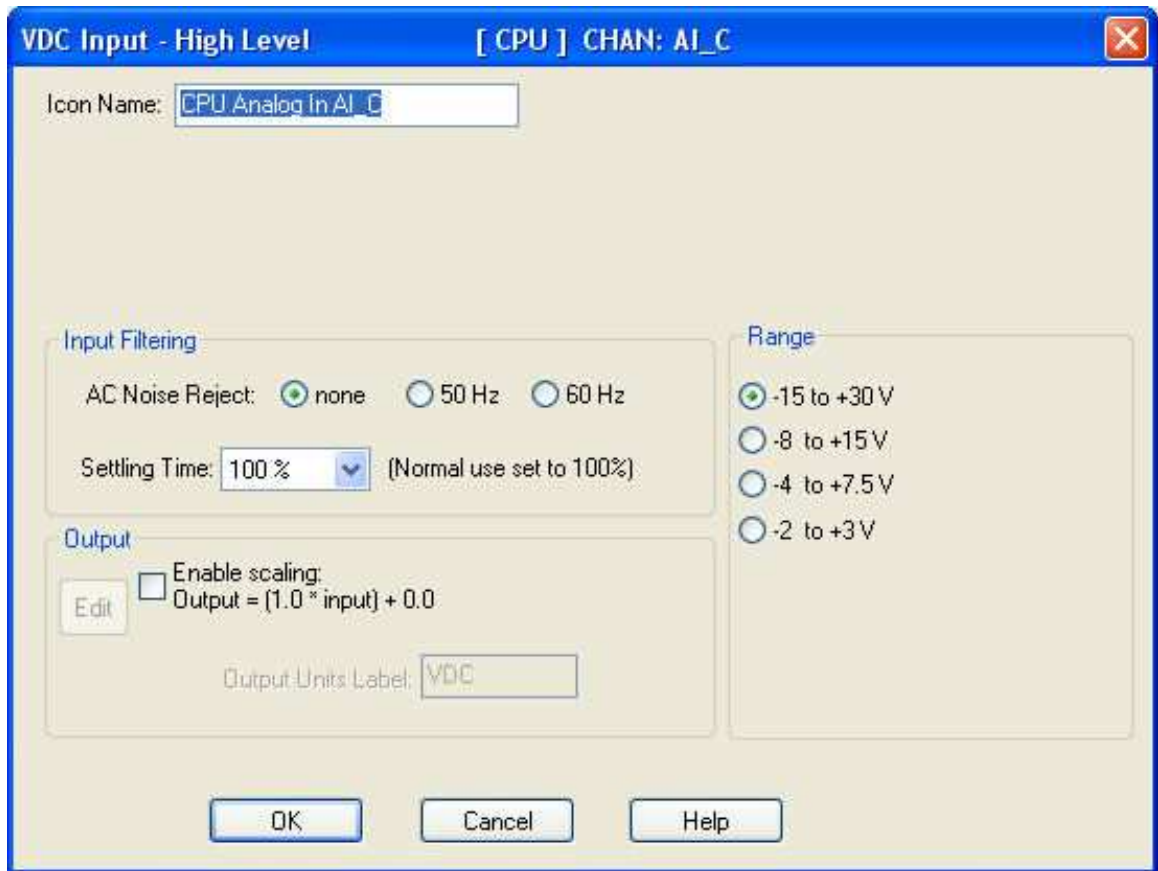 VDC Input - High Level [ CPU ] CHAN: AI_C
Icon Name: CPU Analog In AI_C
Input Filtering
AC Noise Reject: none 50 Hz 60 Hz
Settling Time: 100 % (Normal use set to 100%)
Range
-15 to +30 V
-8 to +15 V
-4 to +7.5 V
-2 to +3 V
Output
Edit
Enable scaling:
Output = (1.0 * input) + 0.0
Output Units Label: VDC
OK Cancel Help